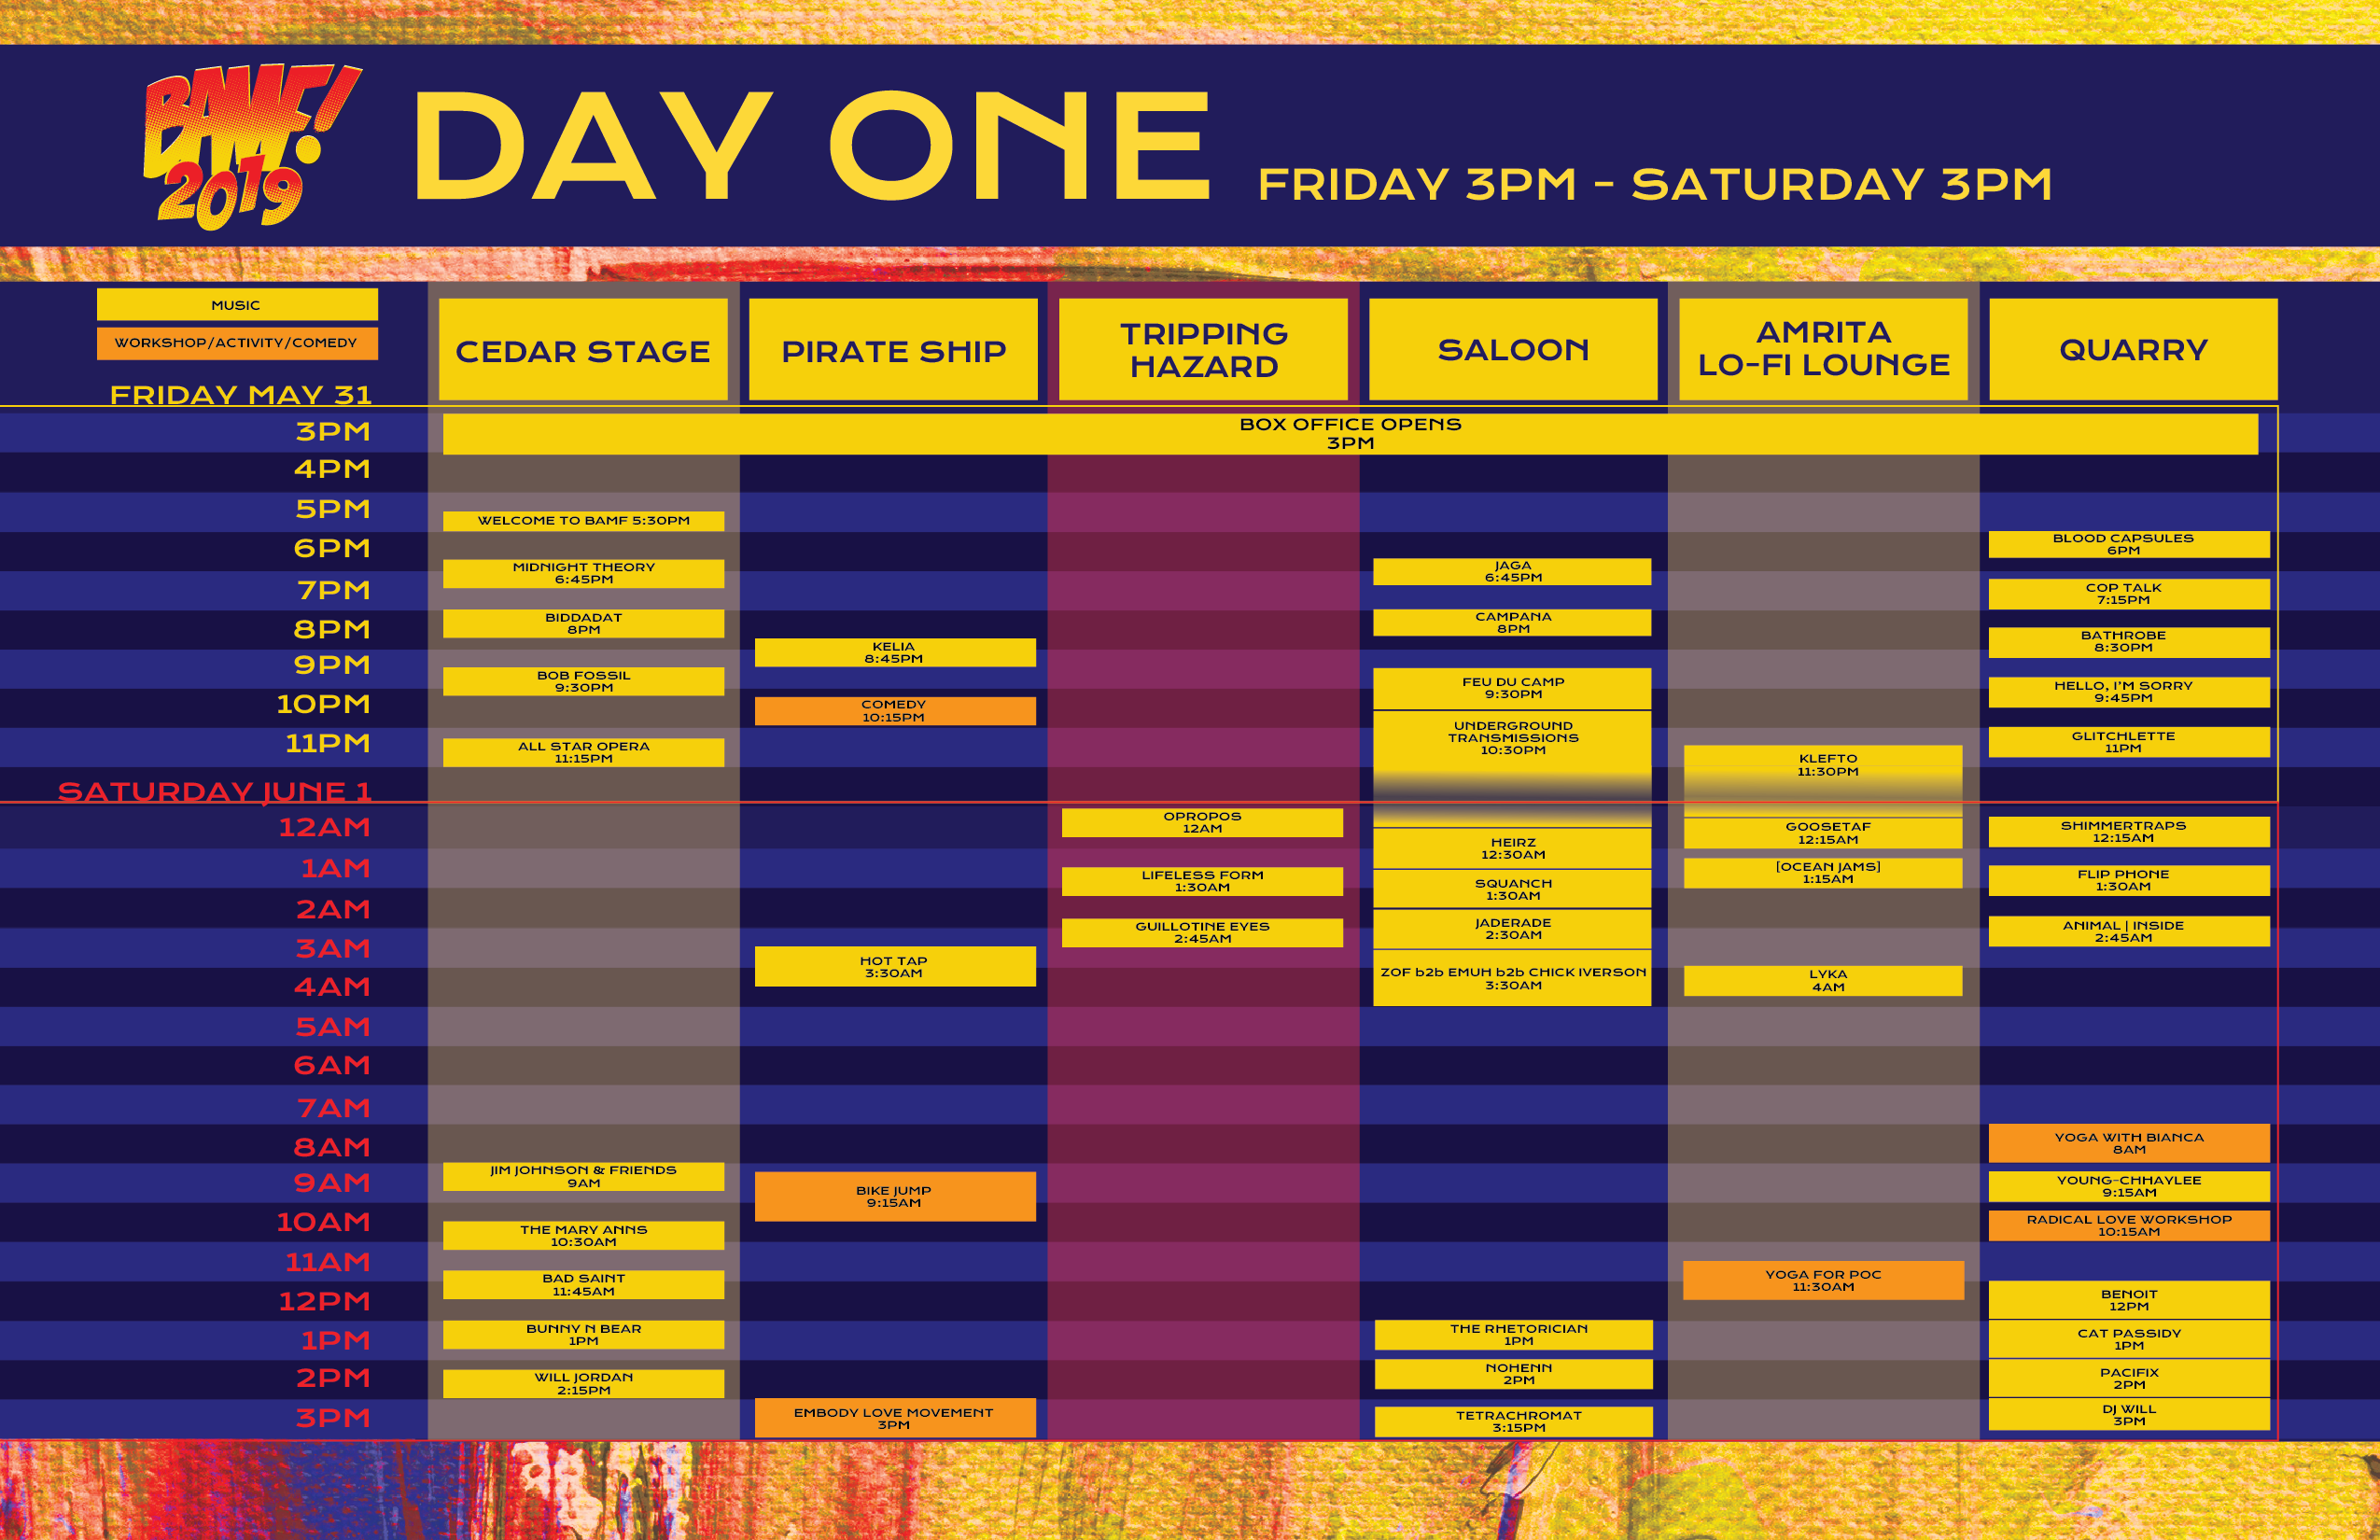 BAMF!
2019
DAY ONE
FRIDAY 3PM - SATURDAY 3PM
MUSIC
WORKSHOP/ACTIVITY/COMEDY
CEDAR STAGE
PIRATE SHIP
TRIPPING
HAZARD
SALOON
AMRITA
LO-FI LOUNGE
QUARRY
FRIDAY MAY 31
3PM
4PM
5PM
6PM
7PM
8PM
9PM
10PM
11PM
SATURDAY JUNE 1
12AM
1AM
2AM
3AM
4AM
5AM
6AM
7AM
8AM
9AM
10AM
11AM
12PM
1PM
2PM
3PM
BOX OFFICE OPENS
3PM
WELCOME TO BAMF 5:30PM
MIDNIGHT THEORY
6:45PM
BIDDADAT
8PM
BOB FOSSIL
9:30PM
ALL STAR OPERA
11:15PM
JIM JOHNSON & FRIENDS
9AM
THE MARY ANNS
10:30AM
BAD SAINT
11:45AM
BUNNY N BEAR
1PM
WILL JORDAN
2:15PM
KELIA
8:45PM
COMEDY
10:15PM
HOT TAP
3:30AM
BIKE JUMP
9:15AM
EMBODY LOVE MOVEMENT
3PM
OPROPOS
12AM
LIFELESS FORM
1:30AM
GUILLOTINE EYES
2:45AM
JAGA
6:45PM
CAMPANA
8PM
FEU DU CAMP
9:30PM
UNDERGROUND
TRANSMISSIONS
10:30PM
HEIRZ
12:30AM
SQUANCH
1:30AM
JADERADE
2:30AM
ZOF b2b EMUH b2b CHICK IVERSON
3:30AM
THE RHETORICIAN
1PM
NOHENN
2PM
TETRACHROMAT
3:15PM
KLEFTO
11:30PM
GOOSETAF
12:15AM
[OCEAN JAMS]
1:15AM
LYKA
4AM
YOGA FOR POC
11:30AM
BLOOD CAPSULES
6PM
COP TALK
7:15PM
BATHROBE
8:30PM
HELLO, I'M SORRY
9:45PM
GLITCHLETTE
11PM
SHIMMERTRAPS
12:15AM
FLIP PHONE
1:30AM
ANIMAL | INSIDE
2:45AM
YOGA WITH BIANCA
8AM
YOUNG-CHHAYLEE
9:15AM
RADICAL LOVE WORKSHOP
10:15AM
BENOIT
12PM
CAT PASSIDY
1PM
PACIFIX
2PM
DJ WILL
3PM